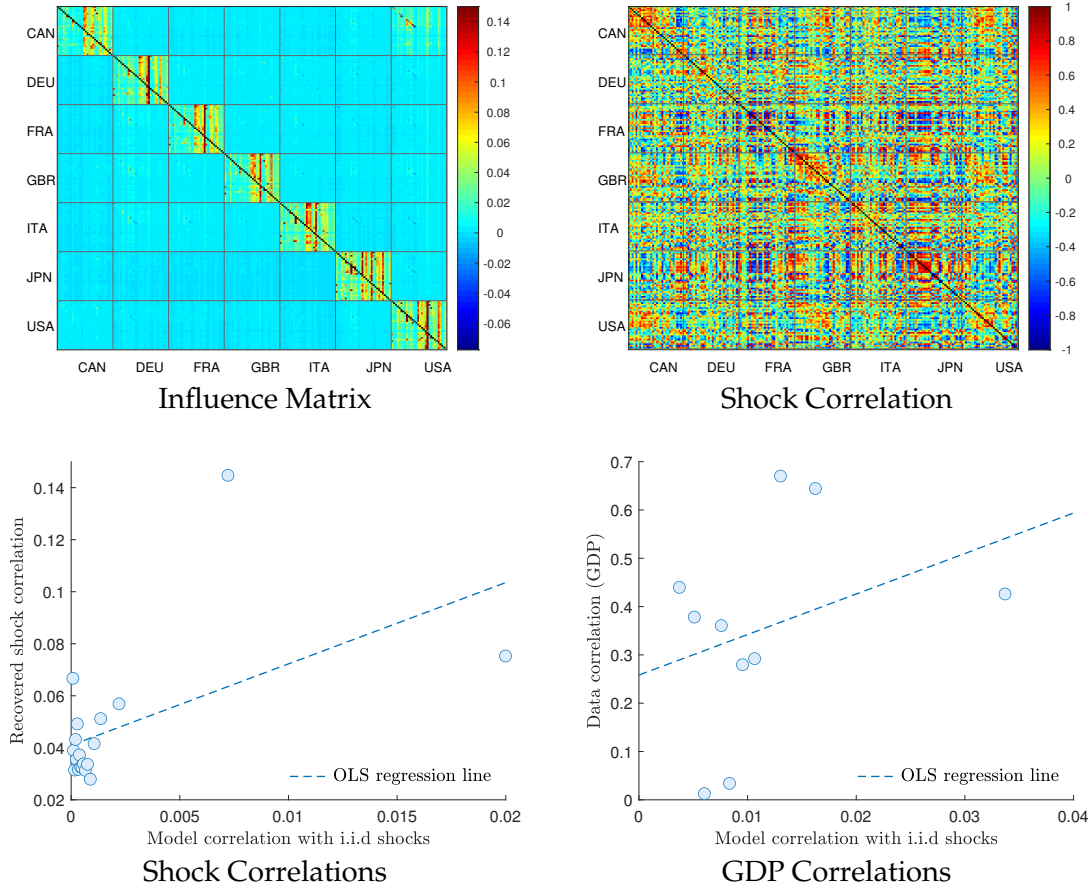 CAN
DEU
FRA
GBR
ITA
JPN
USA
CAN DEU FRA GBR ITA JPN USA
0.14
0.12
0.1
0.08
0.06
0.04
0.02
0
-0.02
-0.04
-0.06
Influence Matrix
CAN
DEU
FRA
GBR
ITA
JPN
USA
CAN DEU FRA GBR ITA JPN USA
1
0.8
0.6
0.4
0.2
0
-0.2
-0.4
-0.6
-0.8
-1
Shock Correlation
Recovered shock correlation
0.14
0.12
0.1
0.08
0.06
0.04
0.02
OLS regression line
0 0.005 0.01 0.015 0.02
Model correlation with i.i.d shocks
Shock Correlations
Data correlation (GDP)
0.7
0.6
0.5
0.4
0.3
0.2
0.1
0
OLS regression line
0 0.01 0.02 0.03 0.04
Model correlation with i.i.d shocks
GDP Correlations